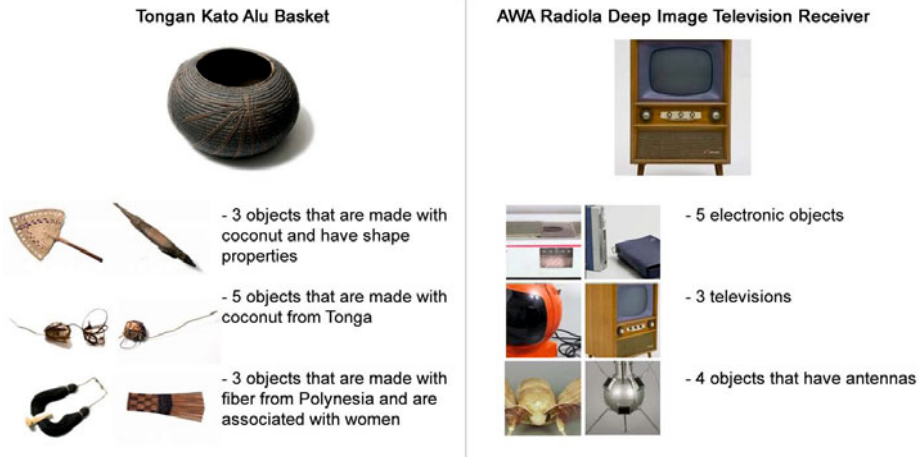 Tongan Kato Alu Basket
- 3 objects that are made with
coconut and have shape
properties
- 5 objects that are made with
coconut from Tonga
- 3 objects that are made with
fiber from Polynesia and are
associated with women
AWA Radiola Deep Image Television Receiver
- 5 electronic objects
- 3 televisions
- 4 objects that have antennas